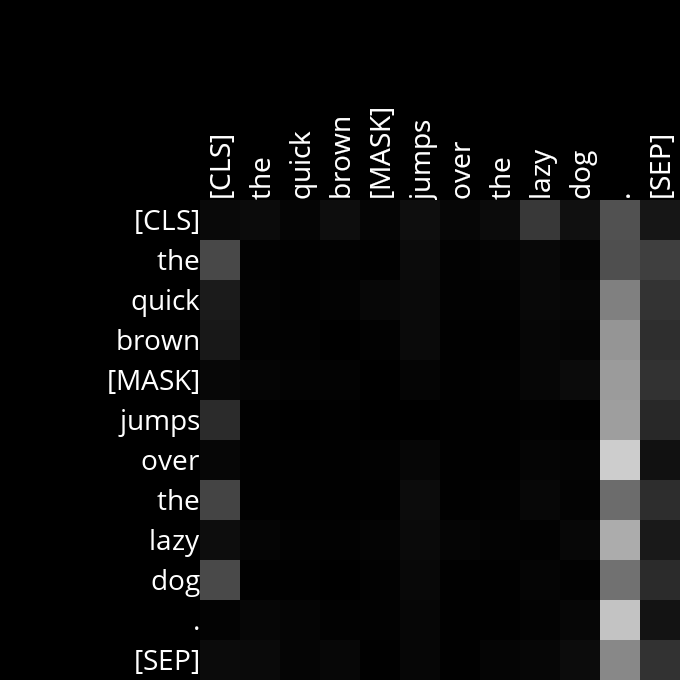 [CLS] the quick brown [MASK] jumps over the lazy dog . [SEP]
[CLS]
the
quick
brown
[MASK]
jumps
over
the
lazy
dog
.
[SEP]